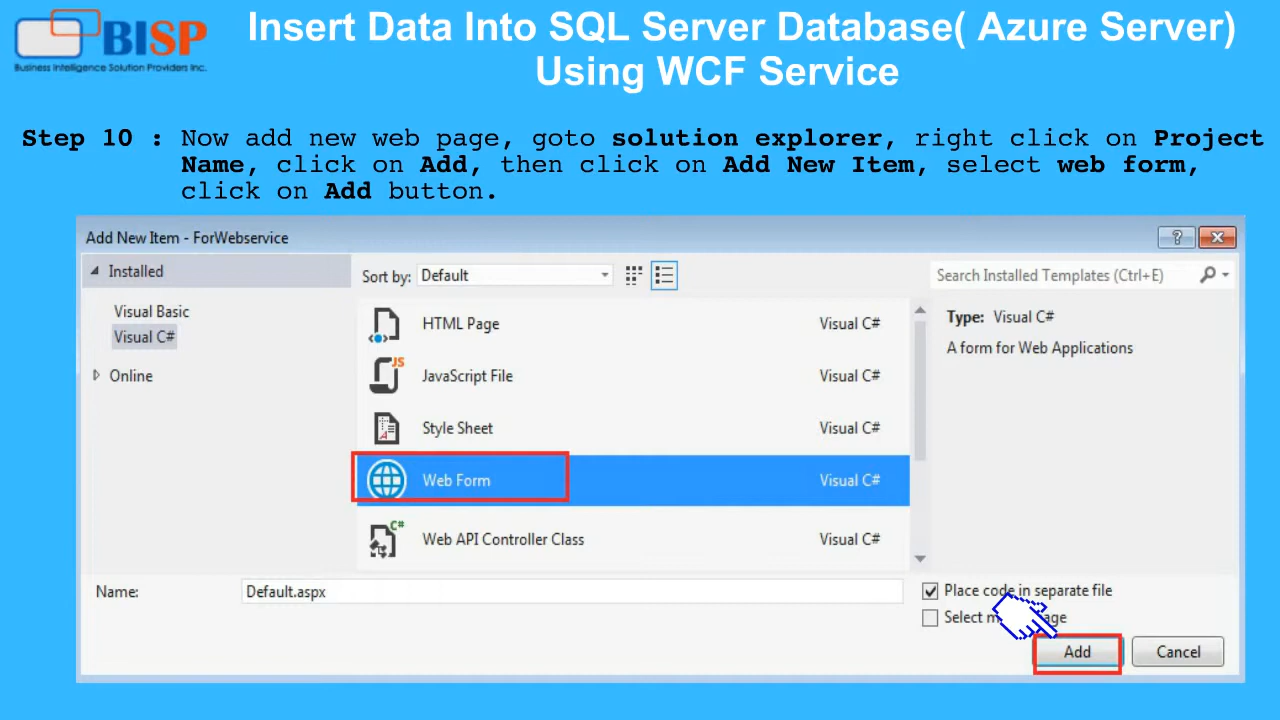 BISP
Business Intelligence Solution Providers Inc.
Insert Data Into SQL Server Database( Azure Server)
Using WCF Service
Step 10 : Now add new web page, goto solution explorer, right click on Project
Name, click on Add, then click on Add New Item, select web form,
click on Add button.
Add New Item - ForWebservice
?
Installed
Sort by: Default
Search Installed Templates (Ctrl+E)
Visual Basic
Visual C#
Online
HTML Page Visual C#
JavaScript File Visual C#
Style Sheet Visual C#
Web Form Visual C#
Web API Controller Class Visual C#
Type: Visual C#
A form for Web Applications
Name: Default.aspx
Place code in separate file
Select
Add Cancel